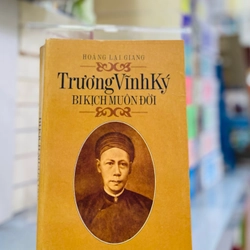 HOÀNG LẠI GIANG
Trương Vĩnh Ký
BI KỊCH MUÔN ĐỜI